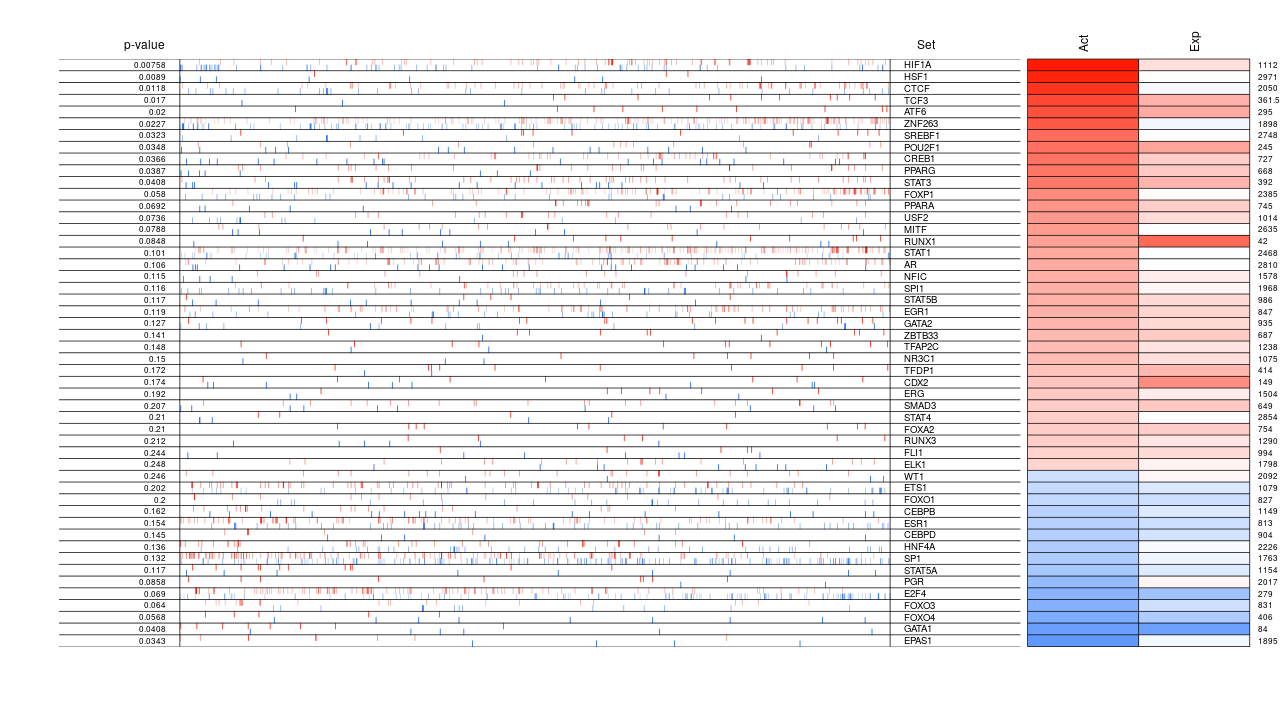 p-value Set Act Exp
0.00758 HIF1A 1112
0.0089 HSF1 2971
0.0118 CTCF 2050
0.017 TCF3 361.5
0.02 ATF6 295
0.0227 ZNF263 1898
0.0323 SREBF1 2748
0.0348 POU2F1 245
0.0366 CREB1 727
0.0387 PPARG 668
0.0408 STAT3 392
0.058 FOXP1 2385
0.0692 PPARA 745
0.0736 USF2 1014
0.0788 MITF 2635
0.0848 RUNX1 42
0.101 STAT1 2468
0.106 AR 2810
0.115 NFIC 1578
0.116 SPI1 1968
0.117 STAT5B 986
0.119 EGR1 847
0.127 GATA2 935
0.141 ZBTB33 687
0.148 TFAP2C 1238
0.15 NR3C1 1075
0.172 TFDP1 414
0.174 CDX2 149
0.192 ERG 1504
0.207 SMAD3 649
0.21 STAT4 2854
0.21 FOXA2 754
0.212 RUNX3 1290
0.244 FLI1 994
0.248 ELK1 1798
0.246 WT1 2092
0.202 ETS1 1079
0.2 FOXO1 827
0.162 CEBPB 1149
0.154 ESR1 813
0.145 CEBPD 904
0.136 HNF4A 2226
0.132 SP1 1763
0.117 STAT5A 1154
0.0858 PGR 2017
0.069 E2F4 279
0.064 FOXO3 831
0.0568 FOXO4 406
0.0408 GATA1 84
0.0343 EPAS1 1895